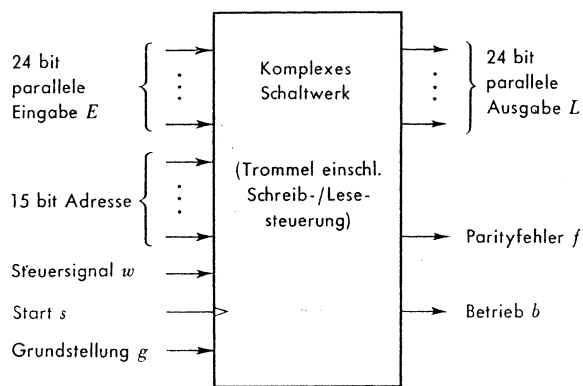 24 bit
parallele
Eingabe E
15 bit Adresse
Steuersignal w
Start s
Grundstellung g
Komplexes
Schaltwerk
(Trommel einschl.
Schreib-/Lese-
steuerung)
24 bit
parallele
Ausgabe L
Parityfehler f
Betrieb b